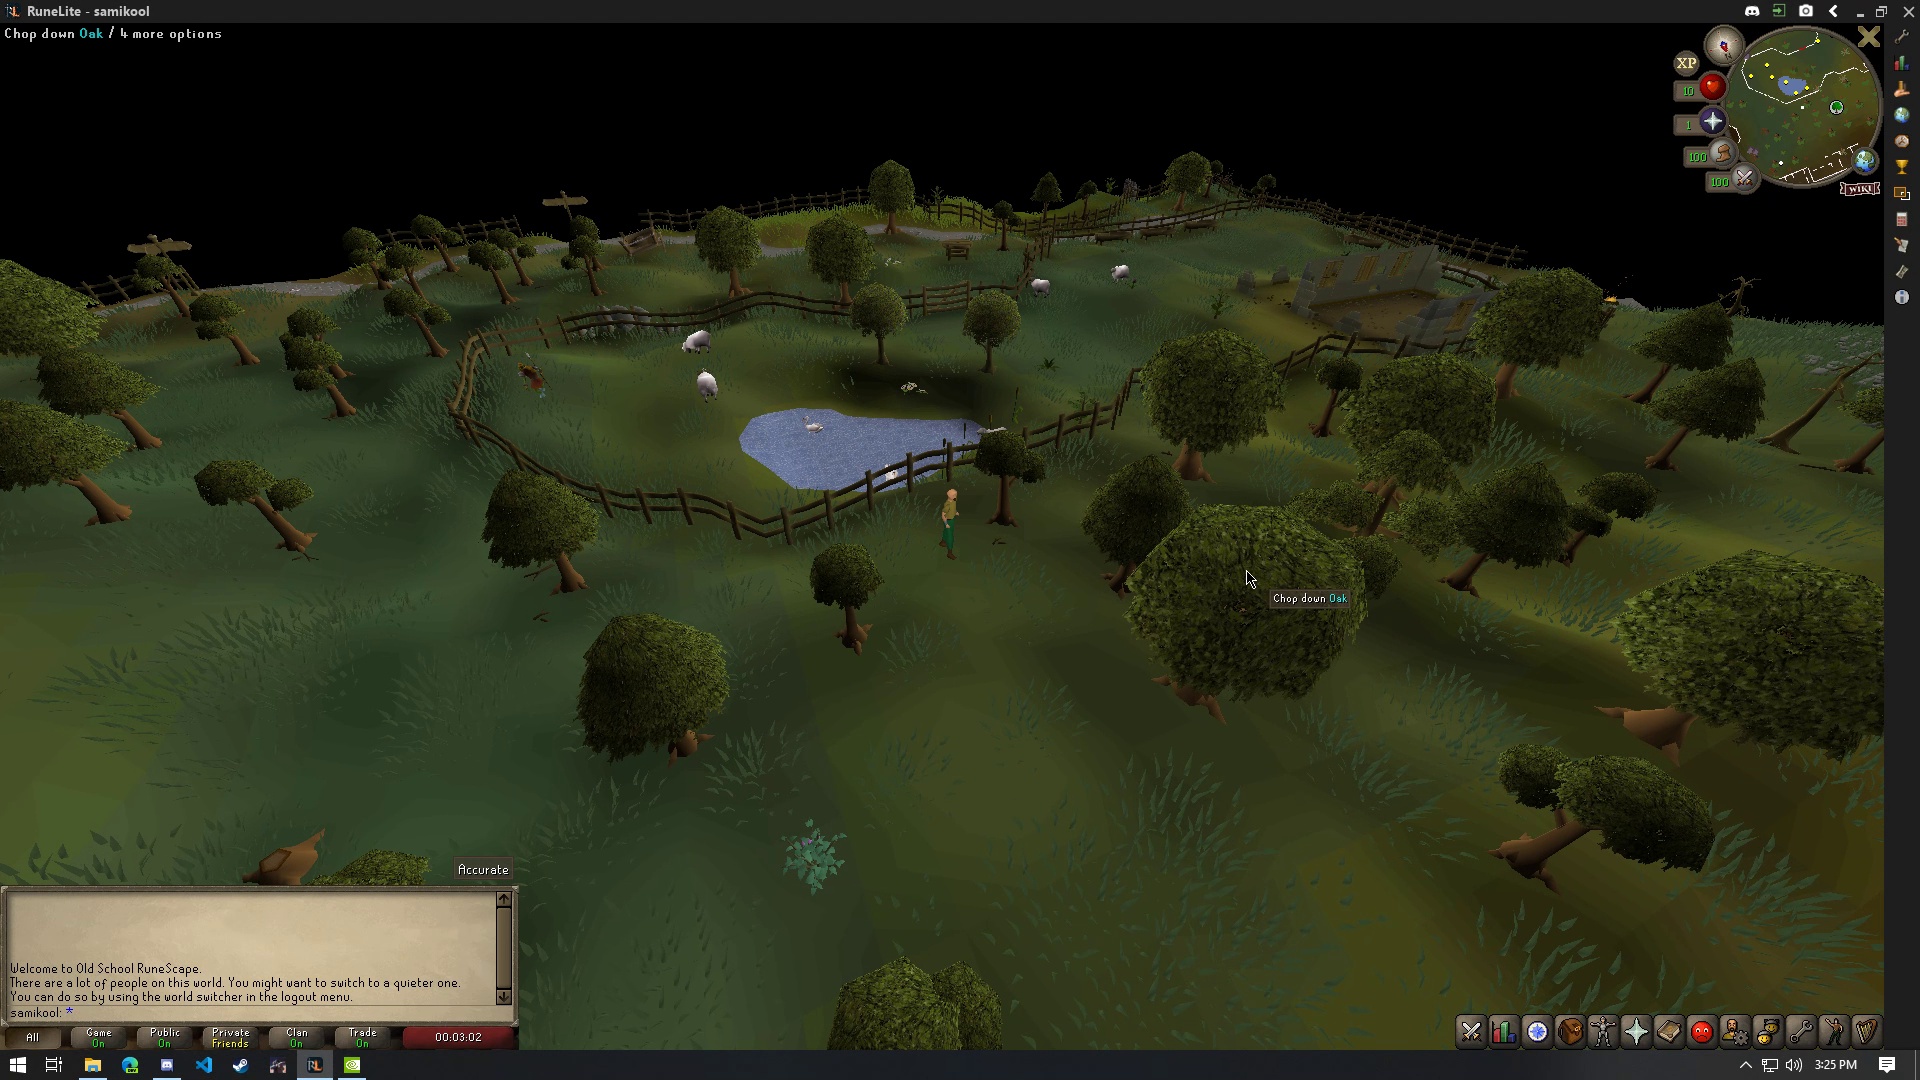 RuneLite - samikool
Chop down Oak / 4 more options
XP
10
1
100
100
WIKI
Chop down Oak
Accurate
Welcome to Old School RuneScape.
There are a lot of people on this world. You might want to switch to a quieter one.
You can do so by using the world switcher in the logout menu.
samikool: *
All
Game
On
Public
On
Private
Friends
Clan
On
Trade
On
00:03:02
3:25 PM